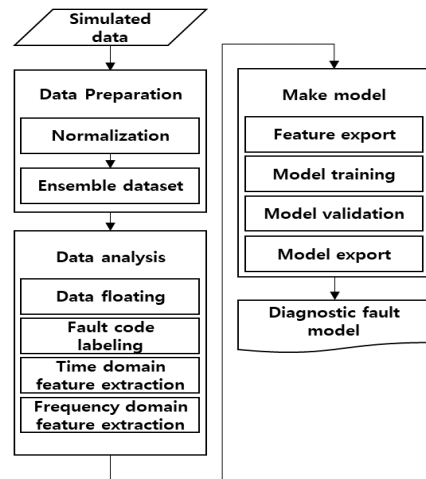 Simulated
data
Data Preparation
Normalization
Ensemble dataset
Data analysis
Data floating
Fault code
labeling
Time domain
feature extraction
Frequency domain
feature extraction
Make model
Feature export
Model training
Model validation
Model export
Diagnostic fault
model